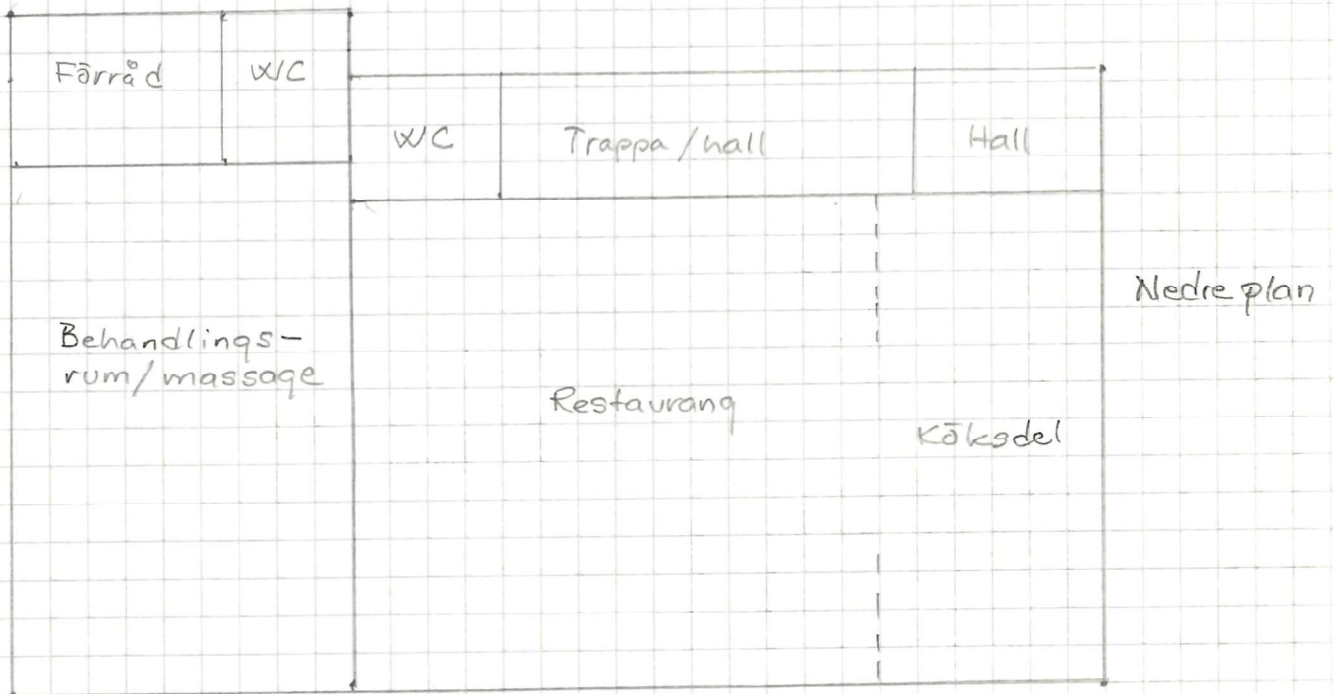 Förråd
WC
WC
Trappa/hall
Hall
Nedre plan
Behandlings-
rum/massage
Restaurang
Köksdel